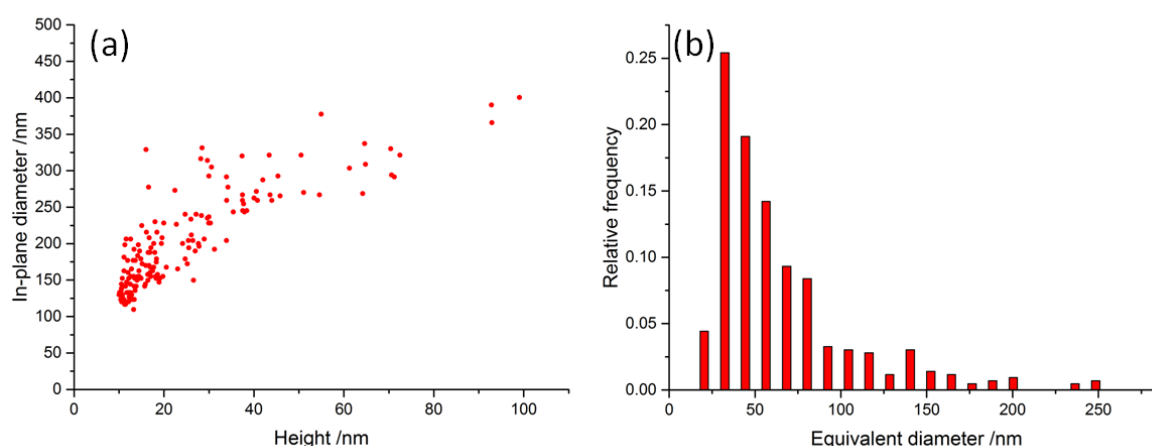 (a)
In-plane diameter /nm
500
450
400
350
300
250
200
150
100
50
0
0 20 40 60 80 100
Height /nm
(b)
Relative frequency
0.25
0.20
0.15
0.10
0.05
0.00
0 50 100 150 200 250
Equivalent diameter /nm